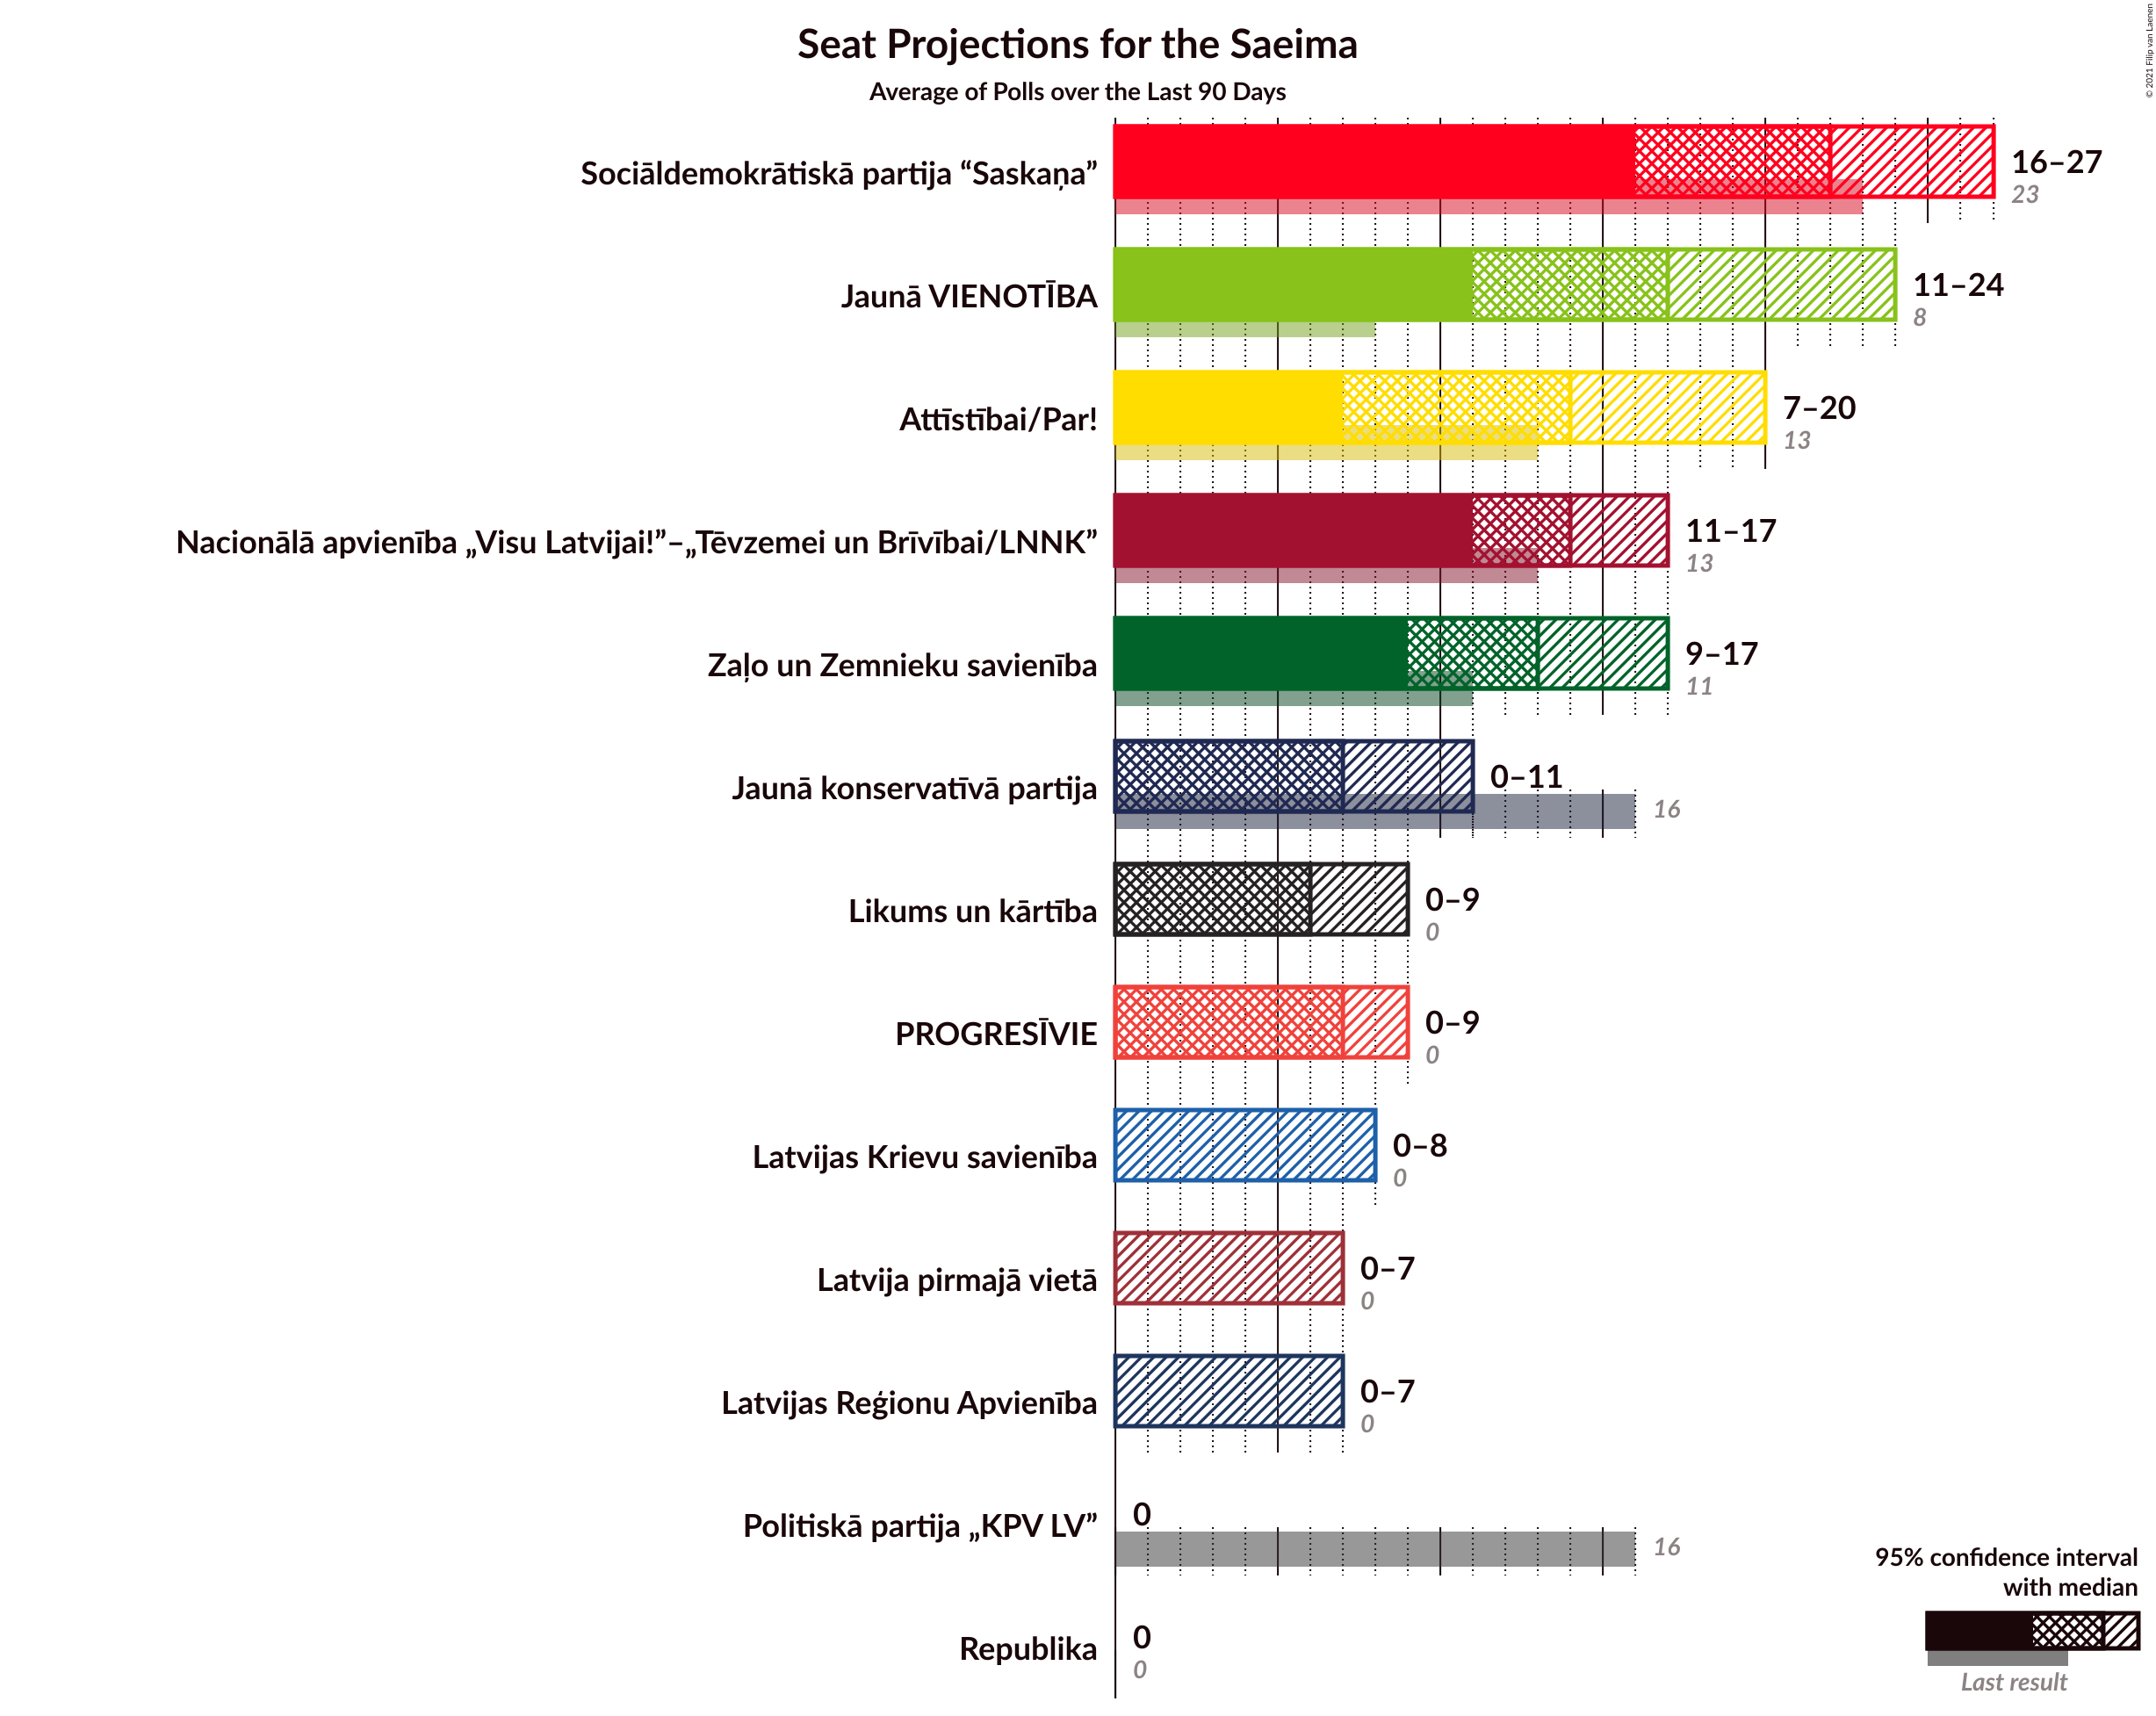 Seat Projections for the Saeima
Average of Polls over the Last 90 Days
© 2021 Filip van Laenen
Sociāldemokrātiskā partija “Saskaņa”
16–27
23
Jaunā VIENOTĪBA
11–24
8
Attīstībai/Par!
7–20
13
Nacionālā apvienība „Visu Latvijai!”–„Tēvzemei un Brīvībai/LNNK”
11–17
13
Zaļo un Zemnieku savienība
9–17
11
Jaunā konservatīvā partija
0–11
16
Likums un kārtība
0–9
0
PROGRESĪVIE
0–9
0
Latvijas Krievu savienība
0–8
0
Latvija pirmajā vietā
0–7
0
Latvijas Reģionu Apvienība
0–7
0
Politiskā partija „KPV LV”
0
16
Republika
0
0
95% confidence interval
with median
Last result